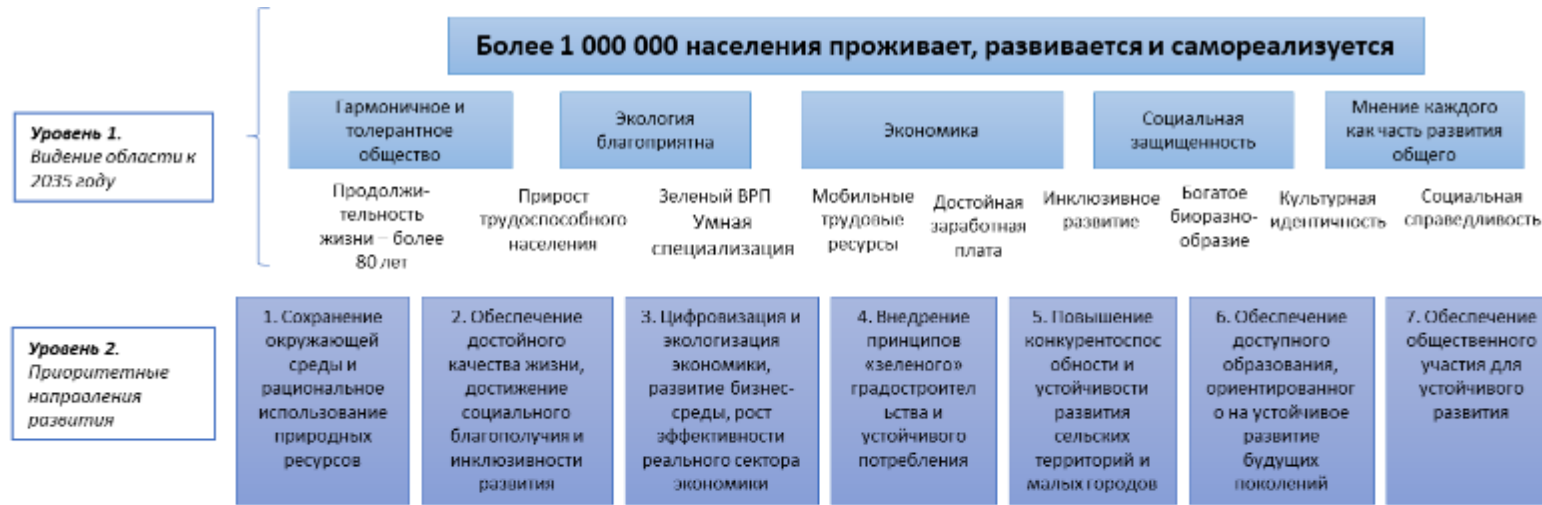 Более 1 000 000 населения проживает, развивается и самореализуется
Уровень 1.
Видение области к
2035 году
Гармоничное и
толерантное
общество
Экология
благоприятна
Экономика
Социальная
защищенность
Мнение каждого
как часть развития
общего
Продолжи-
тельность
жизни – более
80 лет
Прирост
трудоспособного
населения
Зеленый ВРП
Умная
специализация
Мобильные
трудовые
ресурсы
Достойная
заработная
плата
Инклюзивное
развитие
Богатое
биоразно-
образие
Культурная
идентичность
Социальная
справедливость
Уровень 2.
Приоритетные
направления
развития
1. Сохранение
окружающей
среды и
рациональное
использование
природных
ресурсов
2. Обеспечение
достойного
качества жизни,
достижение
социального
благополучия и
инклюзивности
развития
3. Цифровизация и
экологизация
экономики,
развитие бизнес-
среды, рост
эффективности
реального сектора
экономики
4. Внедрение
принципов
«зеленого»
градостроител
ьства и
устойчивого
потребления
5. Повышение
конкурентоспос
обности и
устойчивости
развития
сельских
территорий и
малых городов
6. Обеспечение
доступного
образования,
ориентированног
о на устойчивое
развитие
будущих
поколений
7. Обеспечение
общественного
участия для
устойчивого
развития